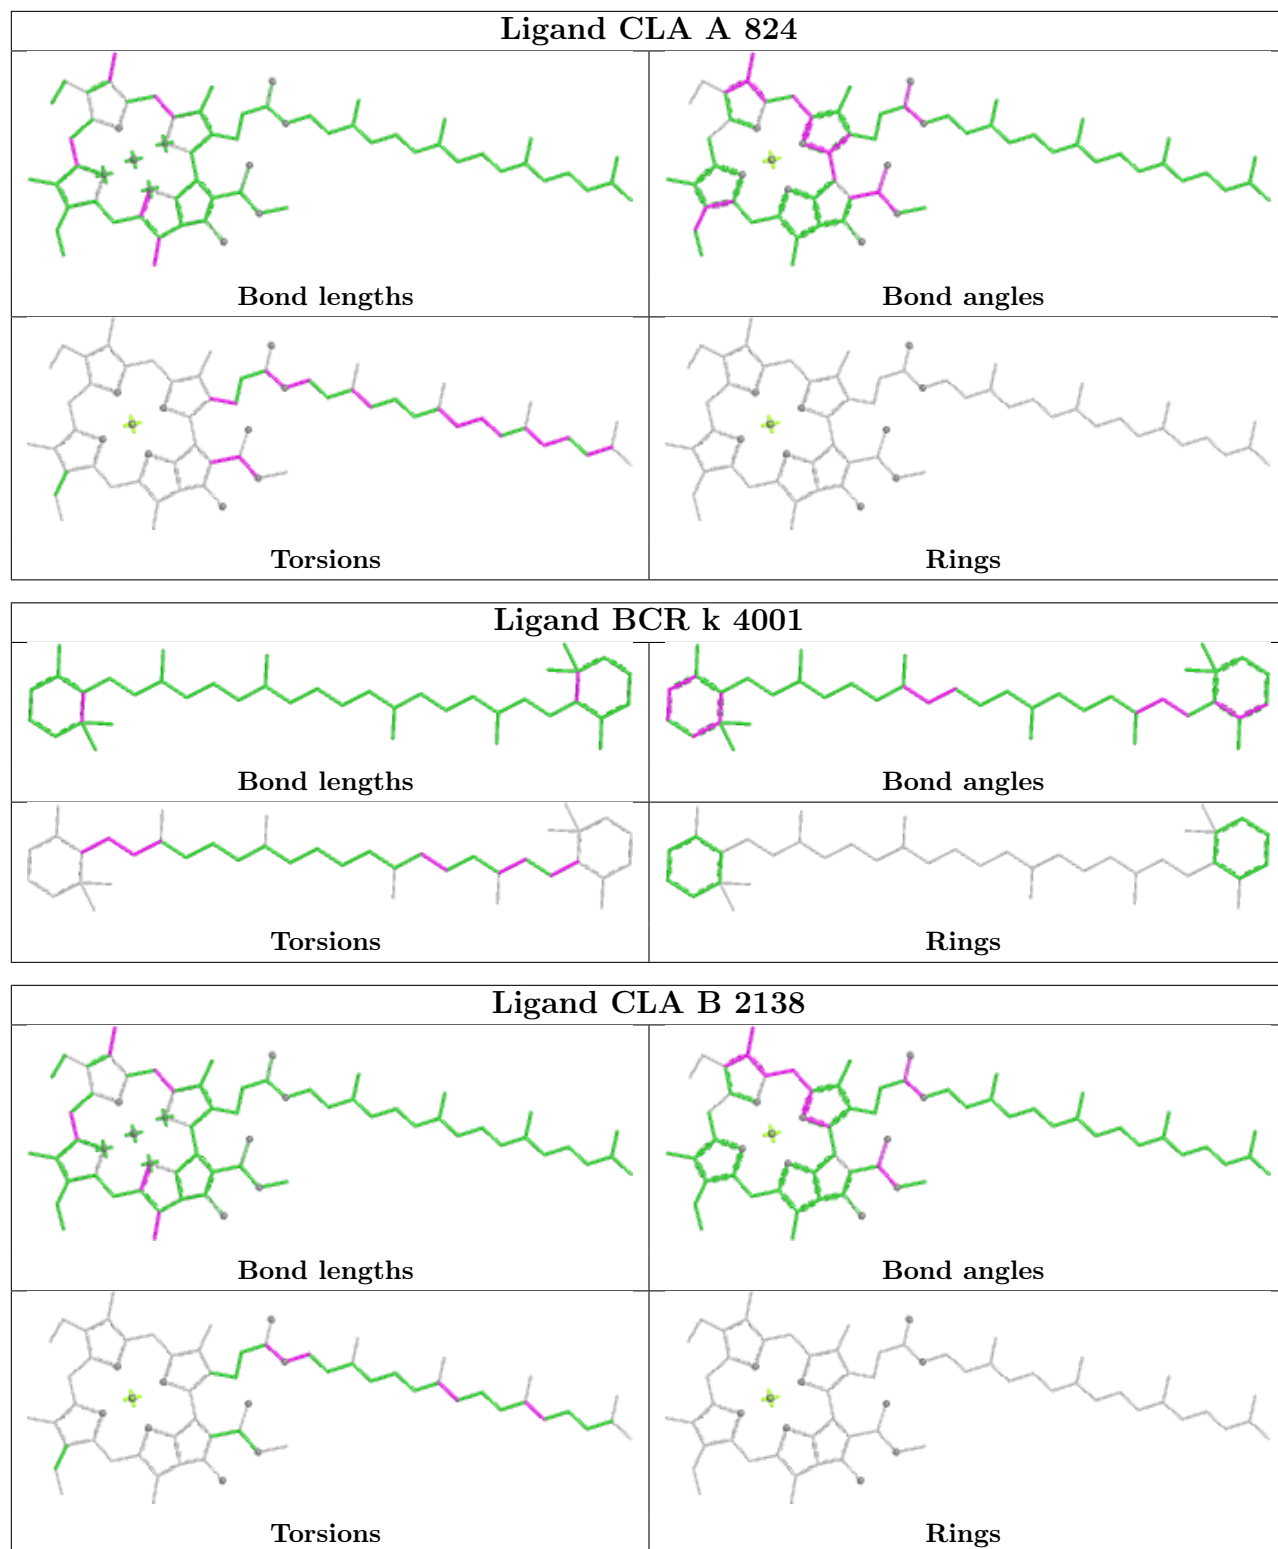 Ligand CLA A 824
Bond lengths
Bond angles
Torsions
Rings
Ligand BCR k 4001
Bond lengths
Bond angles
Torsions
Rings
Ligand CLA B 2138
Bond lengths
Bond angles
Torsions
Rings